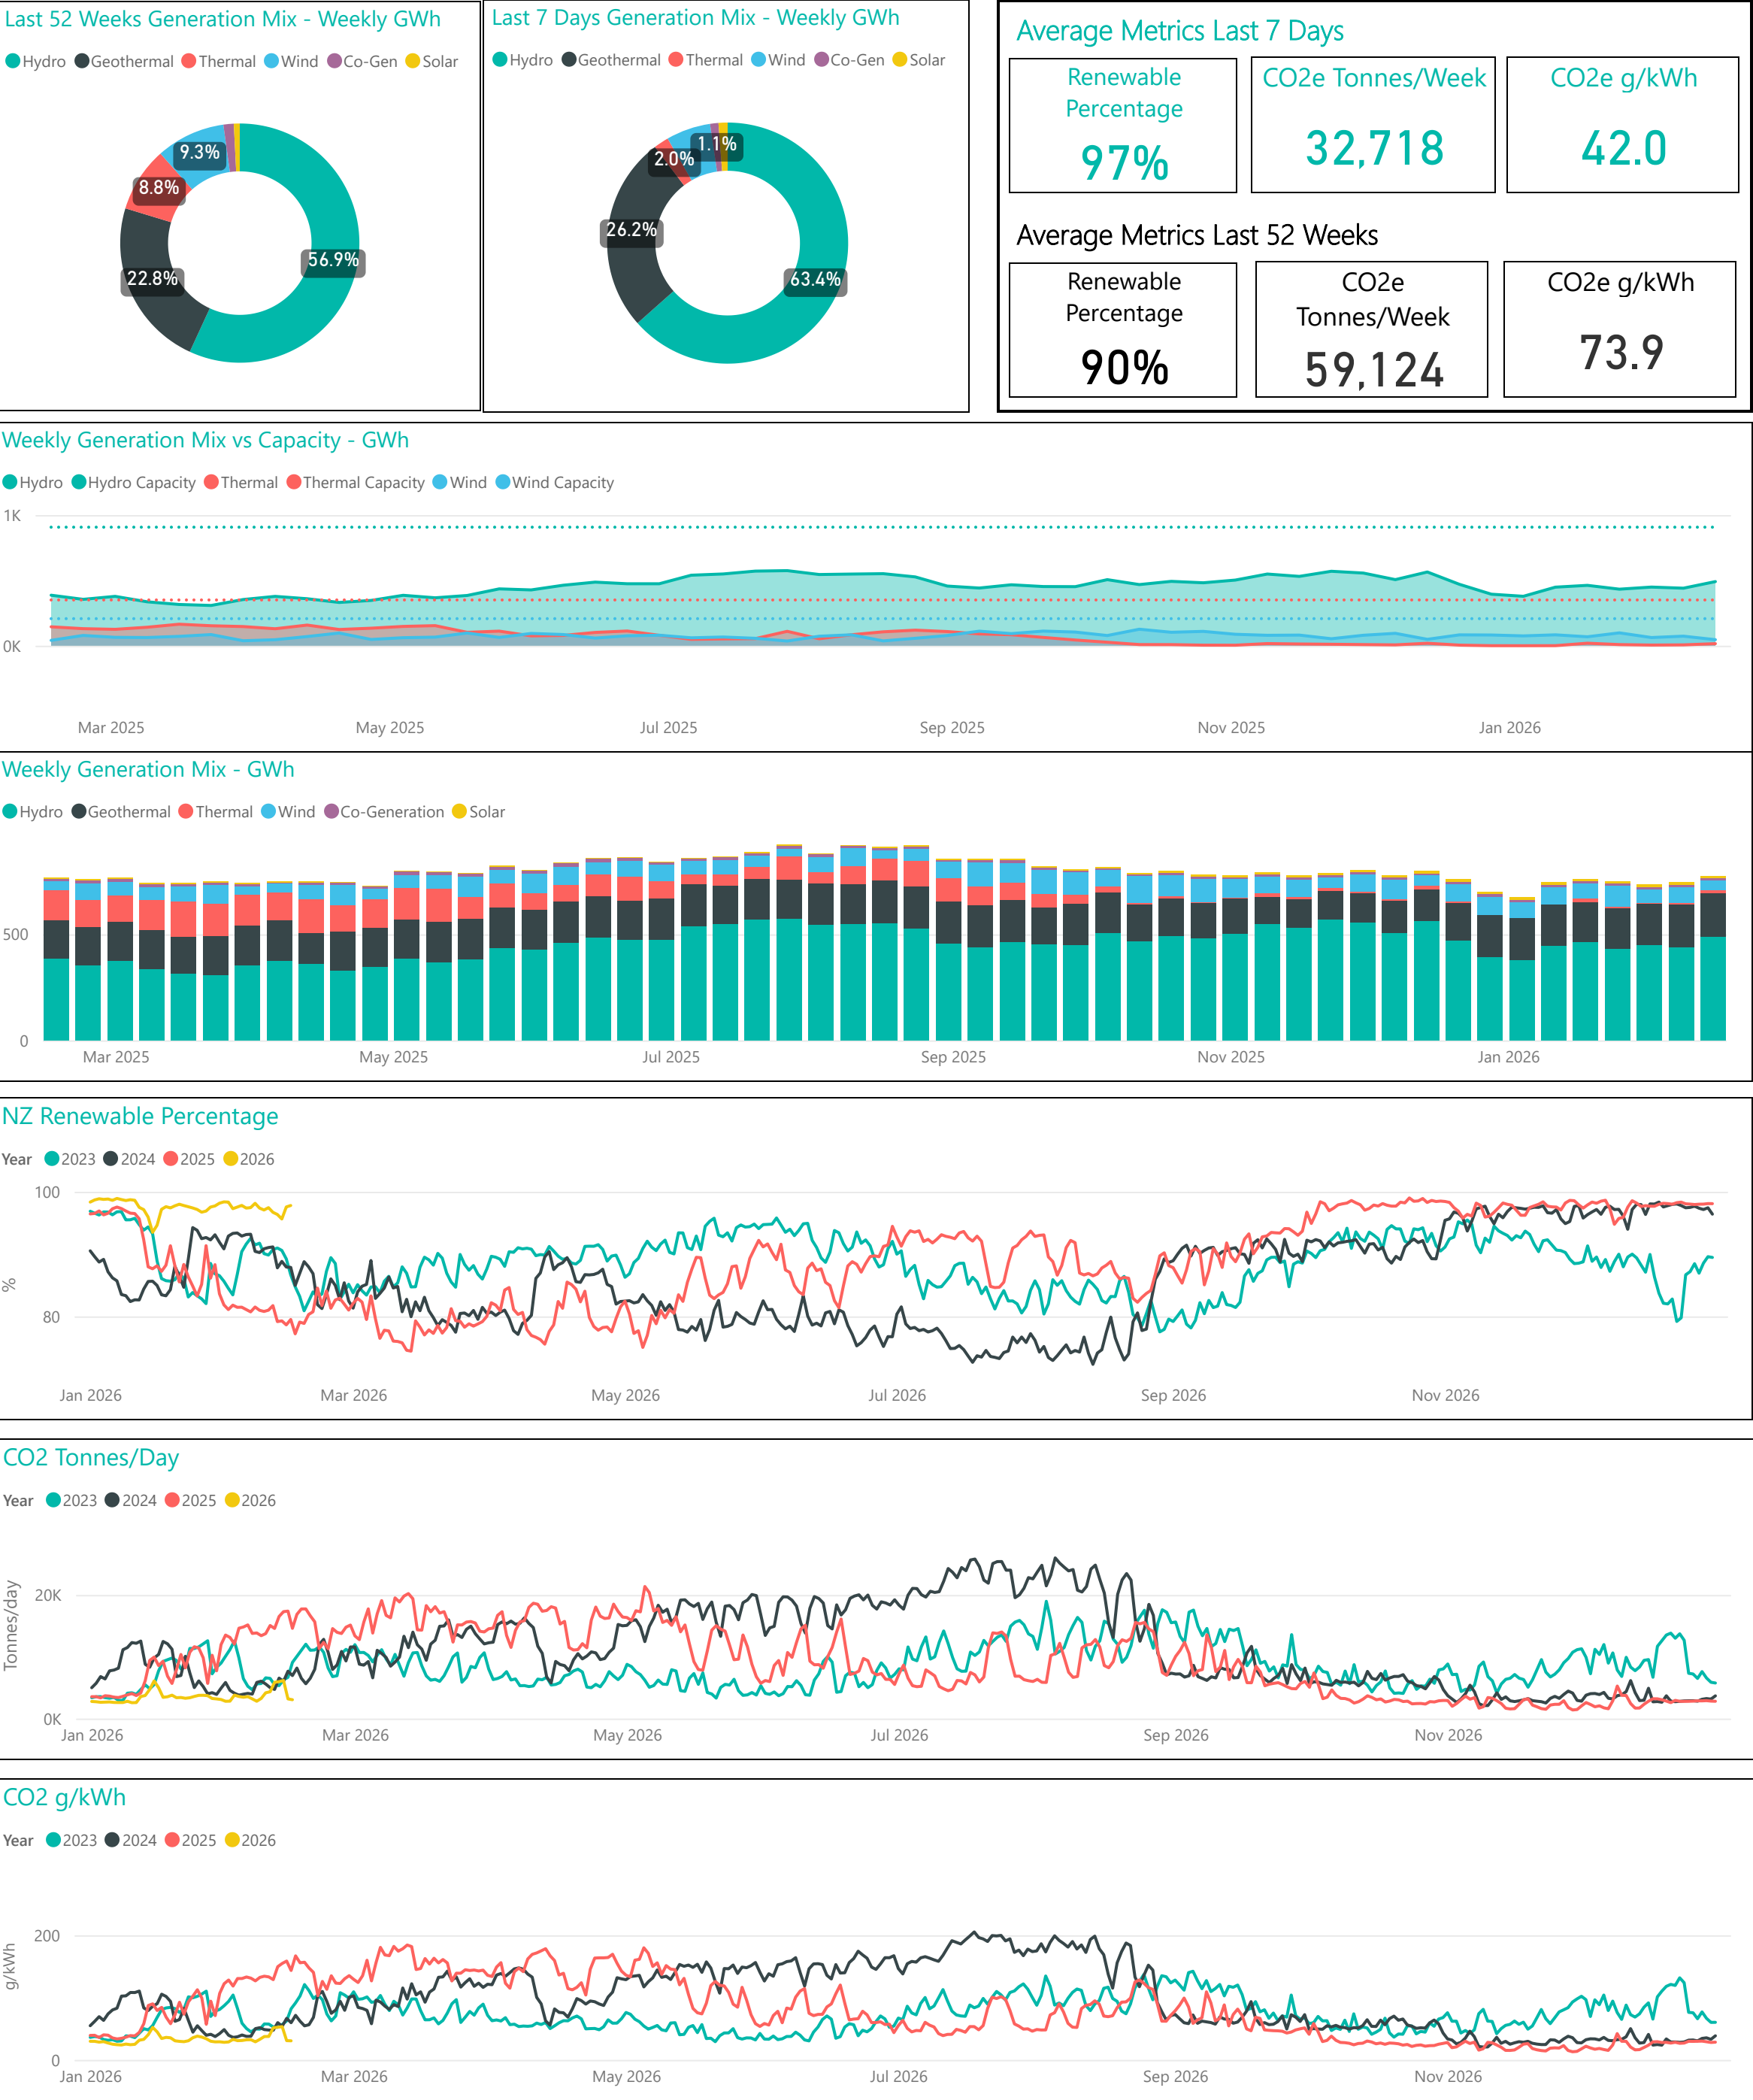 Last 52 Weeks Generation Mix - Weekly GWh
Hydro Geothermal Thermal Wind Co-Gen Solar
9.3%
8.8%
56.9%
22.8%
Last 7 Days Generation Mix - Weekly GWh
Hydro Geothermal Thermal Wind Co-Gen Solar
1.1%
2.0%
26.2%
63.4%
Average Metrics Last 7 Days
Renewable
Percentage
97%
CO2e Tonnes/Week
32,718
CO2e g/kWh
42.0
Average Metrics Last 52 Weeks
Renewable
Percentage
90%
CO2e
Tonnes/Week
59,124
CO2e g/kWh
73.9
Weekly Generation Mix vs Capacity - GWh
Hydro Hydro Capacity Thermal Thermal Capacity Wind Wind Capacity
1K
0K
Mar 2025 May 2025 Jul 2025 Sep 2025 Nov 2025 Jan 2026
Weekly Generation Mix - GWh
Hydro Geothermal Thermal Wind Co-Generation Solar
500
0
Mar 2025 May 2025 Jul 2025 Sep 2025 Nov 2025 Jan 2026
NZ Renewable Percentage
Year 2023 2024 2025 2026
100
%
80
Jan 2026 Mar 2026 May 2026 Jul 2026 Sep 2026 Nov 2026
CO2 Tonnes/Day
Year 2023 2024 2025 2026
Tonnes/day
20K
0K
Jan 2026 Mar 2026 May 2026 Jul 2026 Sep 2026 Nov 2026
CO2 g/kWh
Year 2023 2024 2025 2026
g/kWh
200
0
Jan 2026 Mar 2026 May 2026 Jul 2026 Sep 2026 Nov 2026